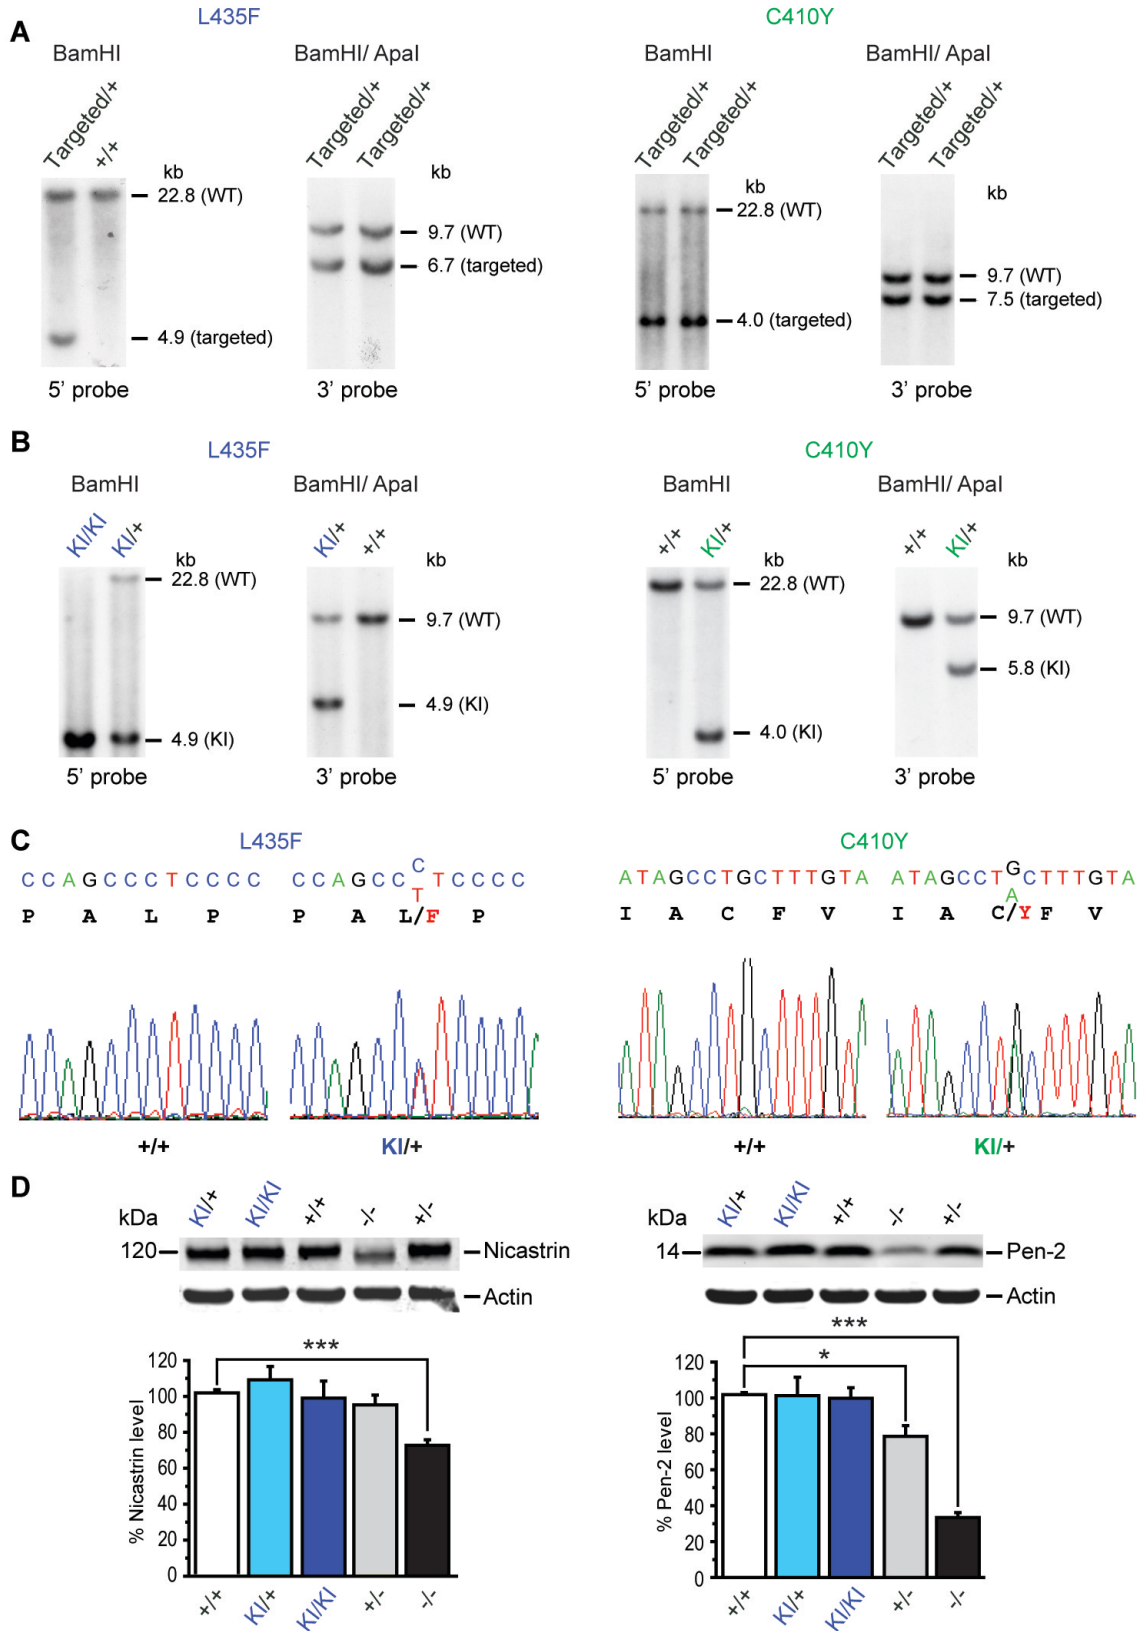 A
L435F
C410Y
BamHI
BamHI/ ApaI
BamHI
BamHI/ ApaI
Targeted/+
+/+
Targeted/+
Targeted/+
Targeted/+
Targeted/+
Targeted/+
Targeted/+
kb
22.8 (WT)
4.9 (targeted)
kb
9.7 (WT)
6.7 (targeted)
kb
22.8 (WT)
4.0 (targeted)
kb
9.7 (WT)
7.5 (targeted)
5' probe
3' probe
5' probe
3' probe
B
L435F
C410Y
BamHI
BamHI/ ApaI
BamHI
BamHI/ ApaI
KI/KI
KI/+
KI/+
+/+
+/+
KI/+
+/+
KI/+
kb
22.8 (WT)
4.9 (KI)
kb
9.7 (WT)
4.9 (KI)
kb
22.8 (WT)
4.0 (KI)
kb
9.7 (WT)
5.8 (KI)
5' probe
3' probe
5' probe
3' probe
C
L435F
C410Y
C C A G C C C T C C C C
P A L P
C C A G C C C T C C C C
T
P A L/F P
A T A G C C T G C T T T G T A
I A C F V
A T A G C C T G C T T T G T A
A
I A C/Y F V
+/+
KI/+
+/+
KI/+
D
kDa
KI/+
KI/KI
+/+
-/-
+/-
120
Nicastrin
Actin
kDa
KI/+
KI/KI
+/+
-/-
+/-
14
Pen-2
Actin
% Nicastrin level
120
100
80
60
40
20
0
***
+/+
KI/+
KI/KI
+/-
-/-
% Pen-2 level
120
100
80
60
40
20
0
***
*
+/+
KI/+
KI/KI
+/-
-/-